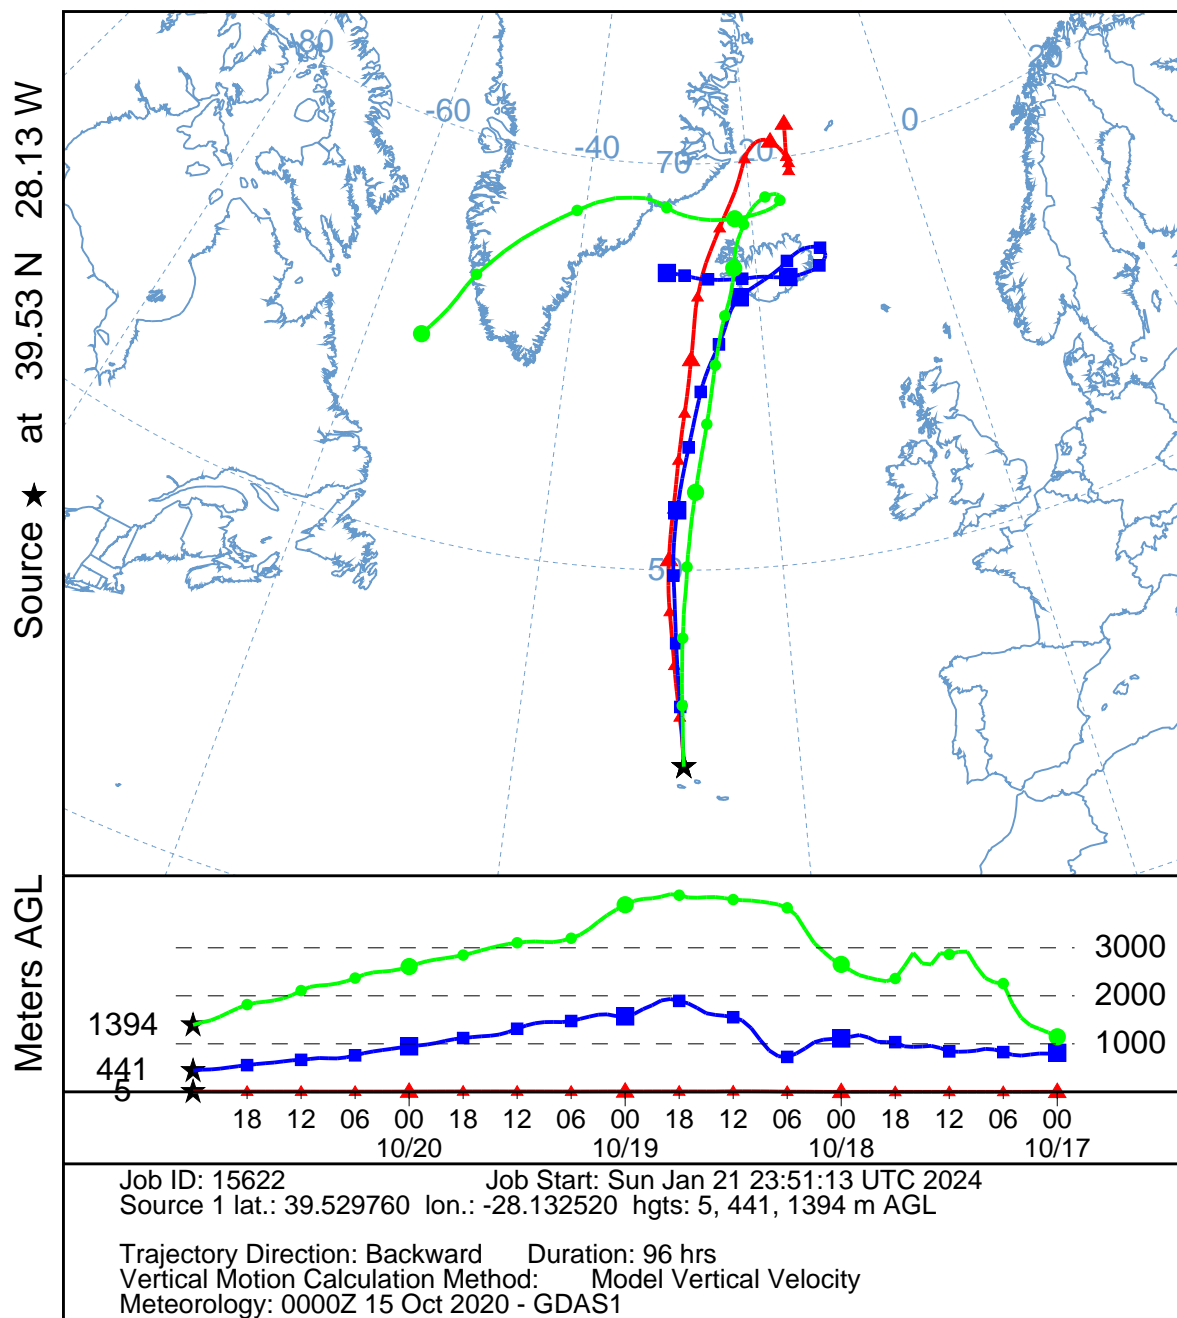 Source ★ at 39.53 N 28.13 W
80
-60
-40
70
-20
0
20
50
Meters AGL
3000
2000
1000
1394
441
5
18 12 06 00 18 12 06 00 18 12 06 00 18 12 06 00
10/20 10/19 10/18 10/17
Job ID: 15622 Job Start: Sun Jan 21 23:51:13 UTC 2024
Source 1 lat.: 39.529760 lon.: -28.132520 hgts: 5, 441, 1394 m AGL
Trajectory Direction: Backward Duration: 96 hrs
Vertical Motion Calculation Method: Model Vertical Velocity
Meteorology: 0000Z 15 Oct 2020 - GDAS1